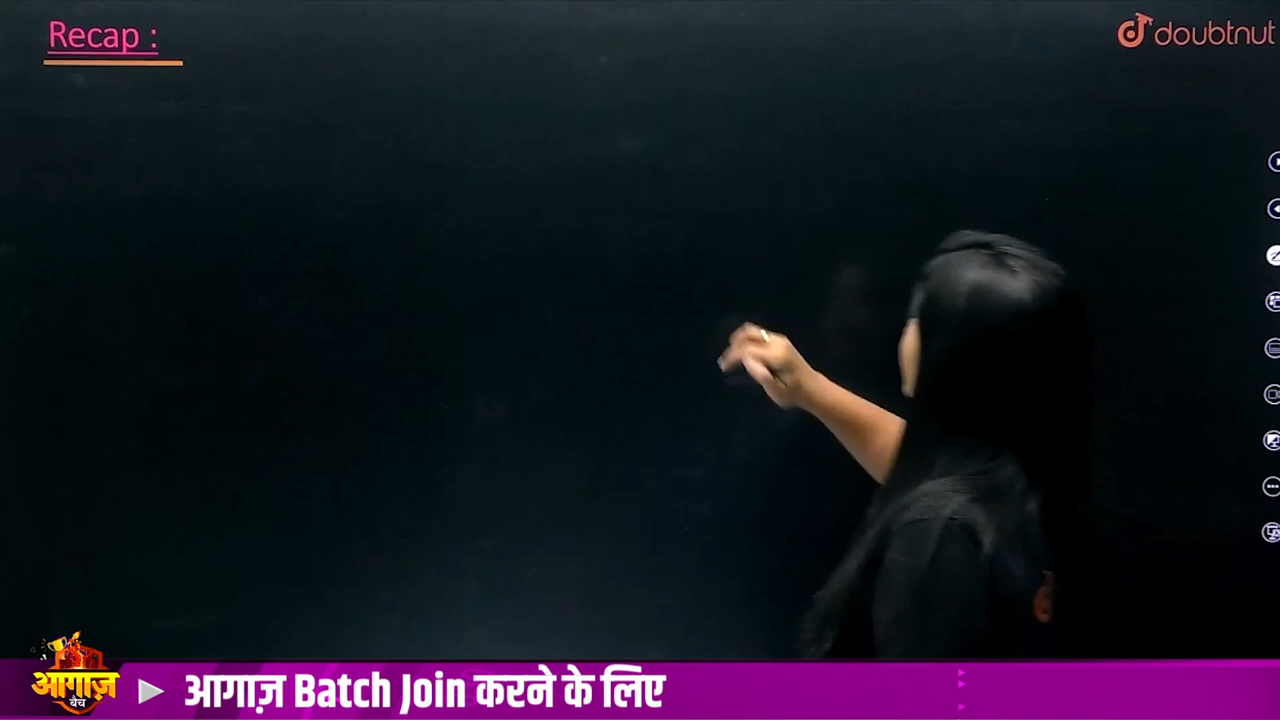 Recap :
doubtnut
आगाज़
बैच
आगाज़ Batch Join करने के लिए